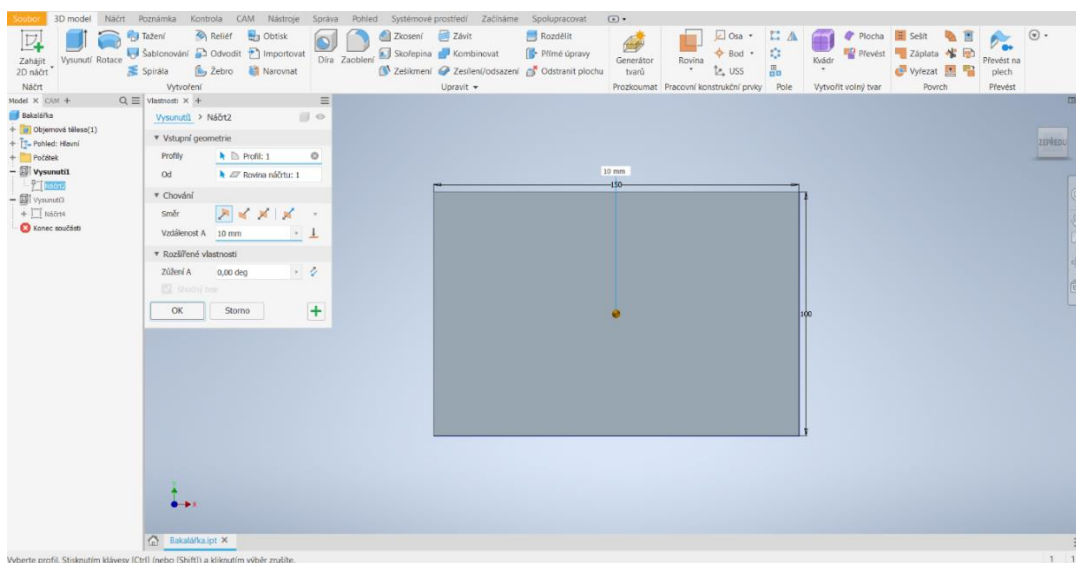 Soubor 3D model Náčrt Poznámka Kontrola CAM Nástroje Správa Pohled Systémové prostředí Začínáme Spolupracovat
Tažení Reliéf Obtisk Zkosení Závit Rozdělit Osa Plocha Sešít
Šablonování Odvodit Importovat Skořepina Kombinovat Přímé úpravy Bod Převést Záplata
Zahájit 2D náčrt Vysunutí Rotace Díra Zaoblení Generátor tvarů Rovina Kvádr Převést na plech
Spirála Žebro Narovnat Zešikmení Zesílení/odsazení Odstranit plochu USS Vyřezat
Náčrt Vytvoření Upravit Prozkoumat Pracovní konstrukční prvky Pole Vytvořit volný tvar Povrch Převést
Model × CAM +
Bakalářka
Objemová tělesa(1)
Pohled: Hlavní
Počátek
Vysunutí1
Náčrt2
Vysunutí3
Náčrt4
Konec součásti
Vlastnosti × +
Vysunutí1 > Náčrt2
Vstupní geometrie
Profily Profil: 1
Od Rovina náčrtu: 1
Chování
Směr
Vzdálenost A 10 mm
Rozšířené vlastnosti
Zúžení A 0,00 deg
Shodný tvar
OK Storno
10 mm
150
100
ZEPŘEDU
Y
X
Bakalářka.ipt ×
Vyberte profil. Stisknutím klávesy [Ctrl] (nebo [Shift]) a kliknutím výběr zrušíte.
1 1